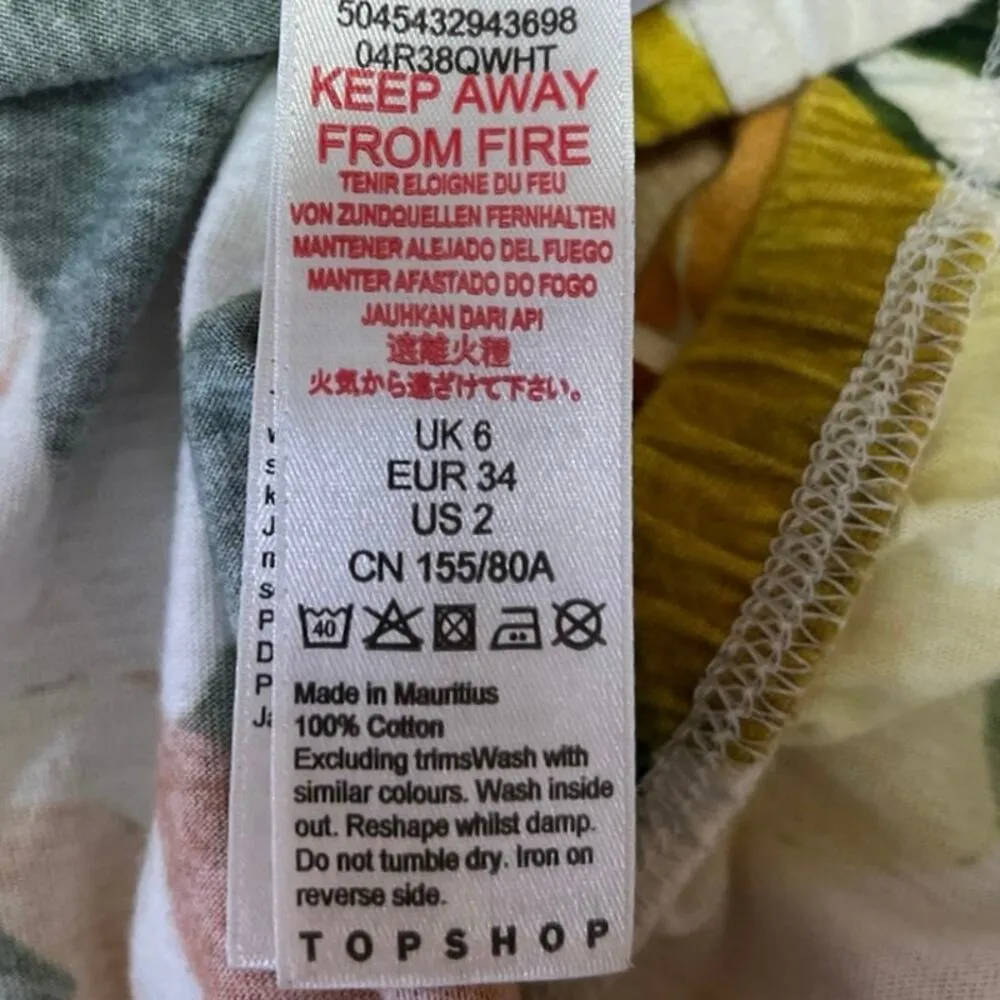 5045432943698
04R38QWHT
KEEP AWAY
FROM FIRE
TENIR ELOIGNE DU FEU
VON ZUNDQUELLEN FERNHALTEN
MANTENER ALEJADO DEL FUEGO
MANTER AFASTADO DO FOGO
JAUHKAN DARI API
遠離火種
火気から遠ざけて下さい。
UK 6
EUR 34
US 2
CN 155/80A
40
Made in Mauritius
100% Cotton
Excluding trimsWash with
similar colours. Wash inside
out. Reshape whilst damp.
Do not tumble dry. Iron on
reverse side.
TOPSHOP